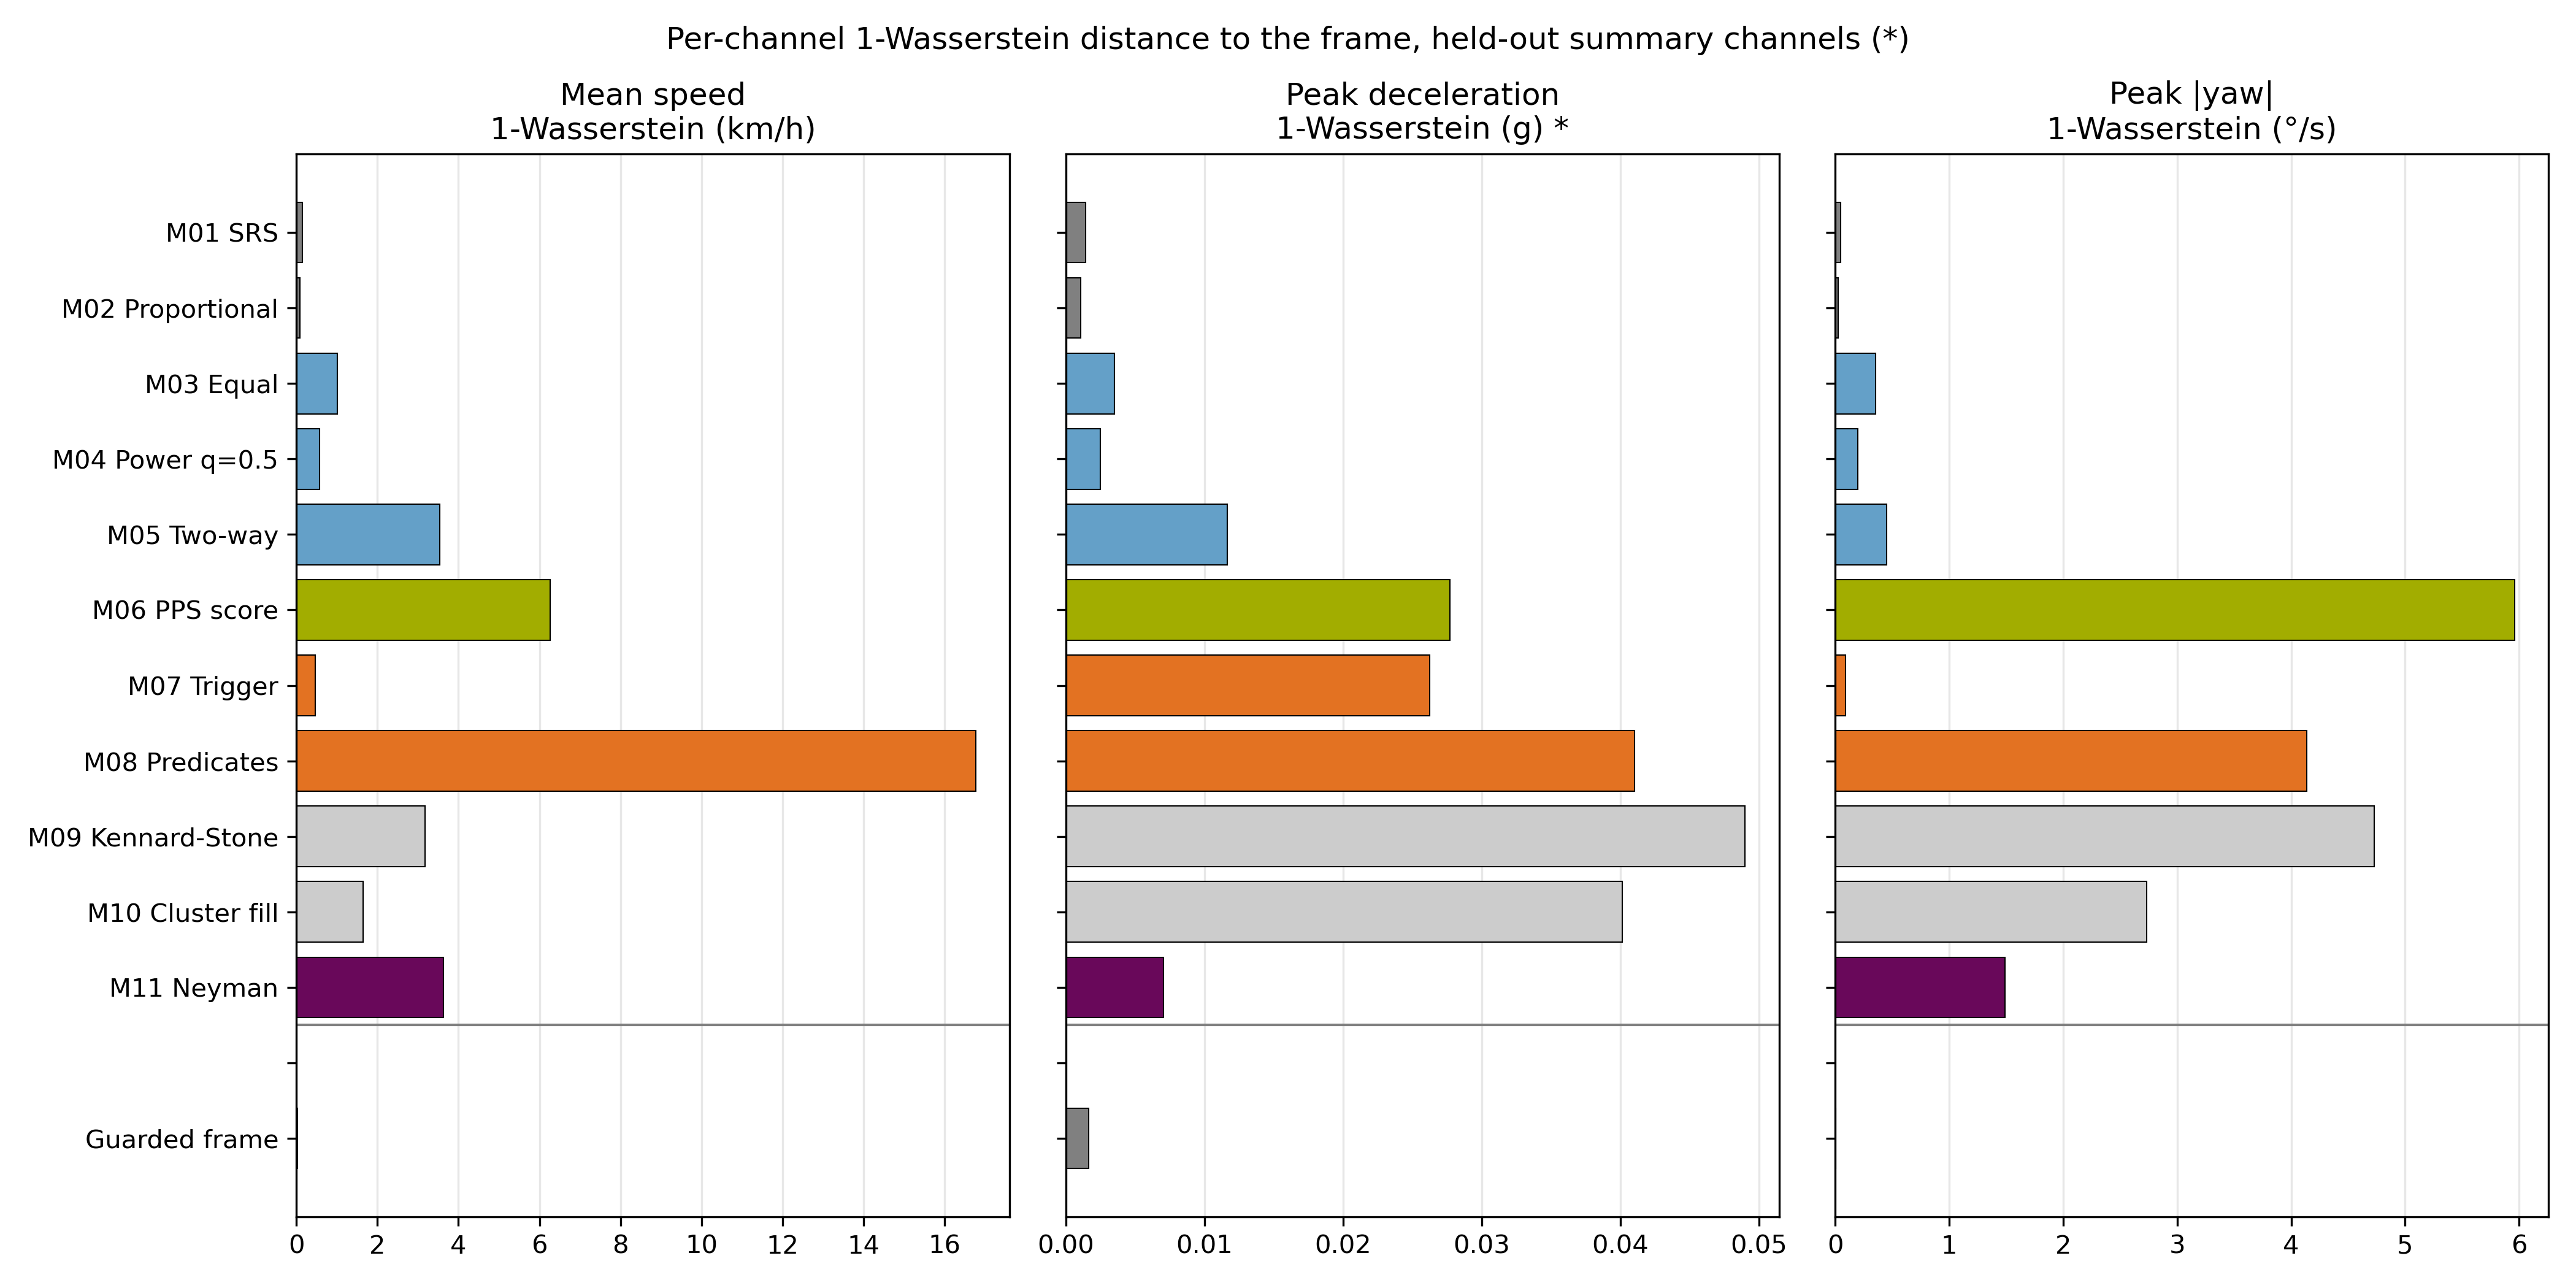 Per-channel 1-Wasserstein distance to the frame, held-out summary channels (*)
Mean speed
1-Wasserstein (km/h)
Peak deceleration
1-Wasserstein (g) *
Peak |yaw|
1-Wasserstein (°/s)
M01 SRS
M02 Proportional
M03 Equal
M04 Power q=0.5
M05 Two-way
M06 PPS score
M07 Trigger
M08 Predicates
M09 Kennard-Stone
M10 Cluster fill
M11 Neyman
Guarded frame
0 2 4 6 8 10 12 14 16
0.00 0.01 0.02 0.03 0.04 0.05
0 1 2 3 4 5 6